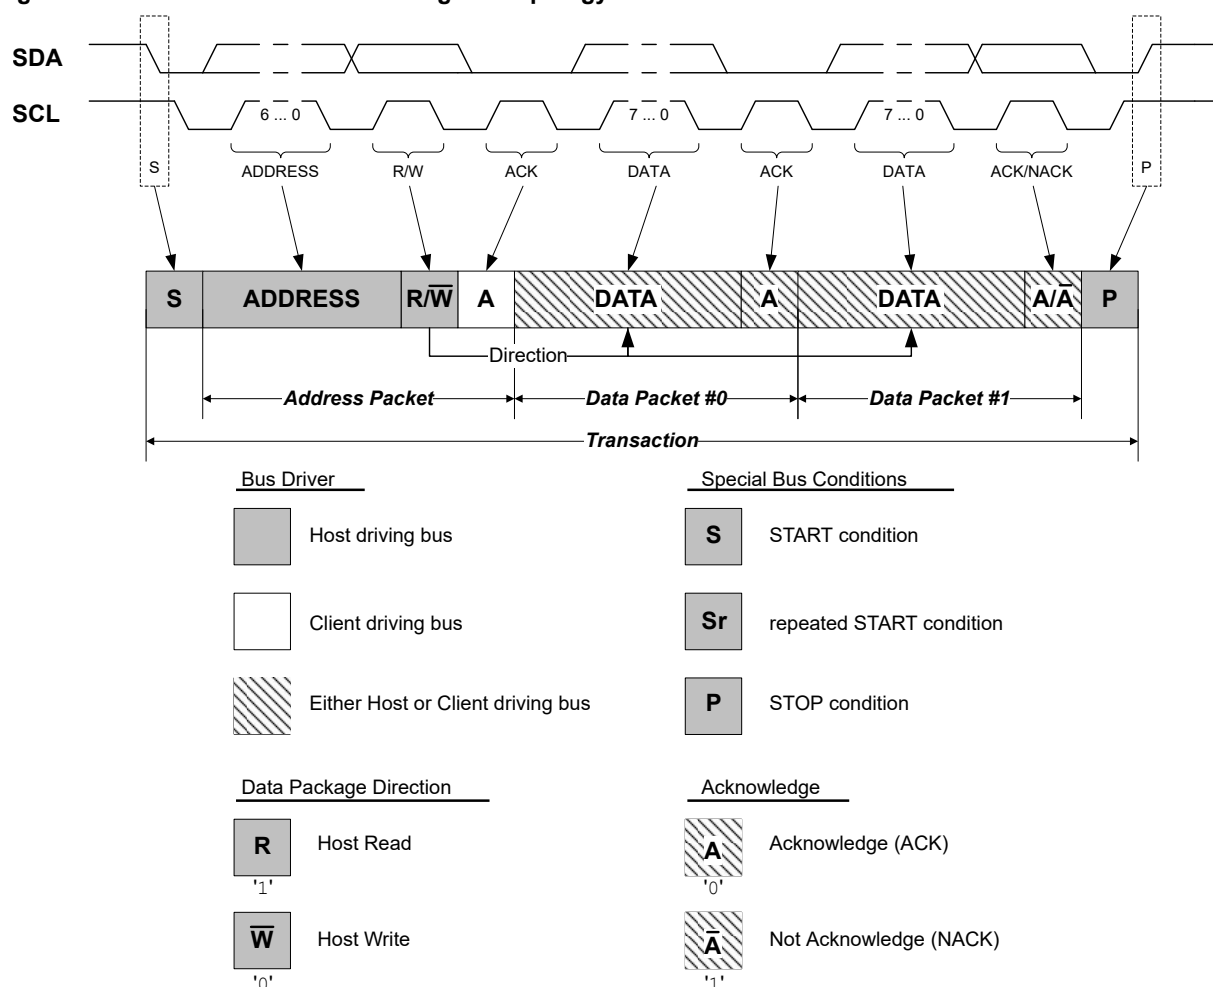 SDA
SCL
6 ... 0
7 ... 0
7 ... 0
S
ADDRESS
R/W
ACK
DATA
ACK
DATA
ACK/NACK
P
S
ADDRESS
R/W̅
A
DATA
A
DATA
A/A̅
P
Direction
Address Packet
Data Packet #0
Data Packet #1
Transaction
Bus Driver
Special Bus Conditions
Host driving bus
S
START condition
Client driving bus
Sr
repeated START condition
Either Host or Client driving bus
P
STOP condition
Data Package Direction
Acknowledge
R
Host Read
'1'
A
Acknowledge (ACK)
'0'
W̅
Host Write
'0'
A̅
Not Acknowledge (NACK)
'1'